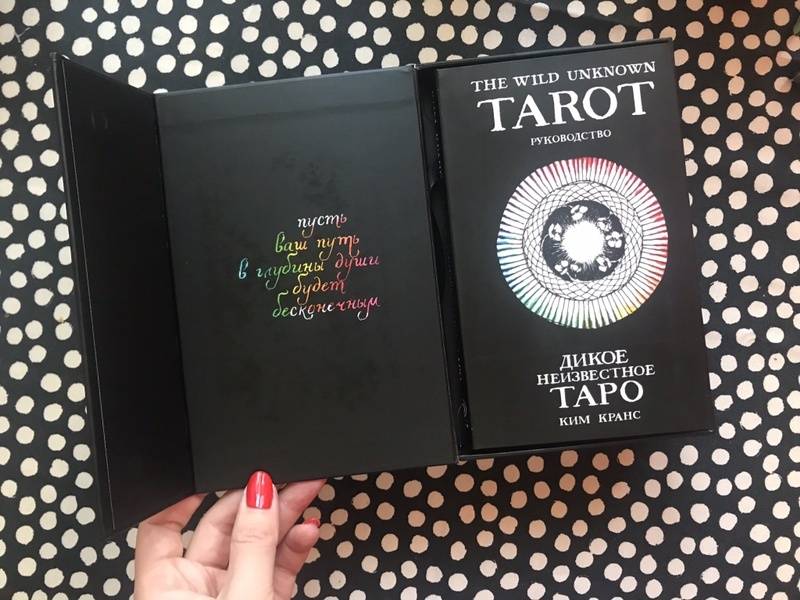 пусть
ваш путь
в глубины души
будет
бесконечным
THE WILD UNKNOWN
TAROT
РУКОВОДСТВО
ДИКОЕ
НЕИЗВЕСТНОЕ
ТАРО
КИМ КРАНС